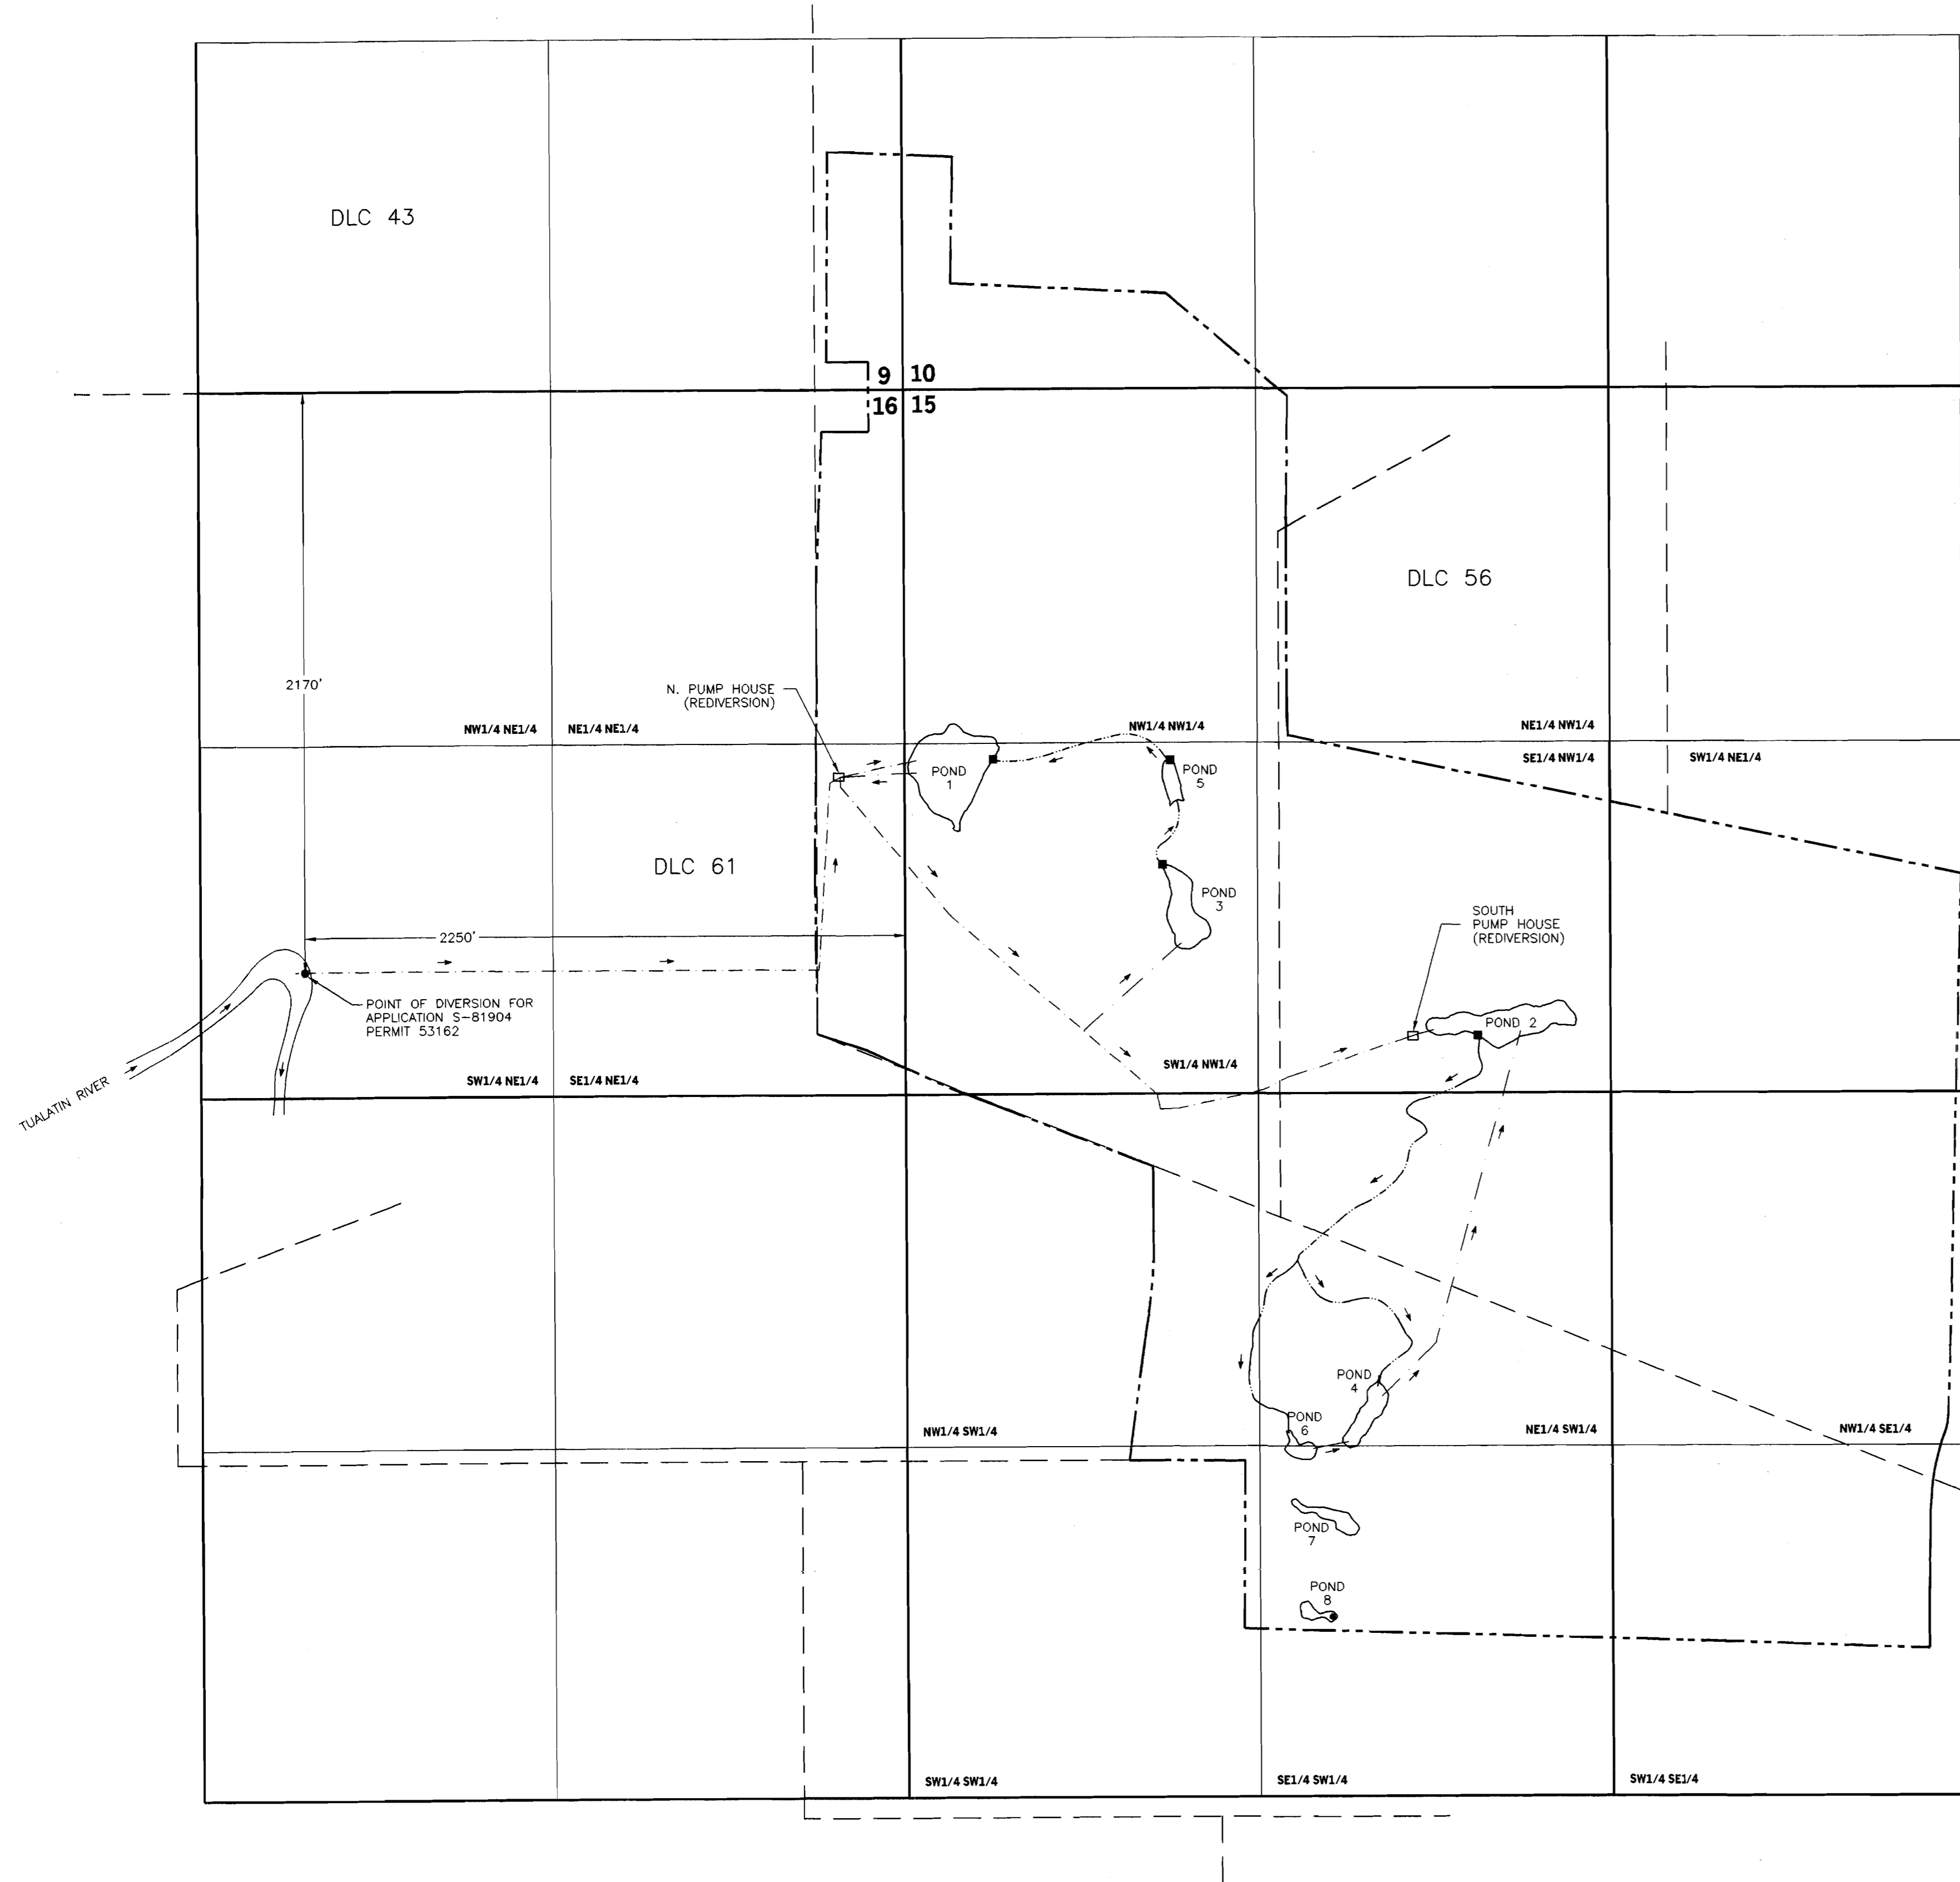 DLC 43
9 10
16 15
DLC 56
2170'
N. PUMP HOUSE
(REDIVERSION)
NW1/4 NE1/4
NE1/4 NE1/4
NW1/4 NW1/4
NE1/4 NW1/4
SE1/4 NW1/4
SW1/4 NE1/4
POND
1
POND
5
DLC 61
POND
3
SOUTH
PUMP HOUSE
(REDIVERSION)
2250'
POINT OF DIVERSION FOR
APPLICATION S-81904
PERMIT 53162
POND 2
TUALATIN RIVER
SW1/4 NE1/4
SE1/4 NE1/4
SW1/4 NW1/4
POND
4
POND
6
NW1/4 SW1/4
NE1/4 SW1/4
NW1/4 SE1/4
POND
7
POND
8
SW1/4 SW1/4
SE1/4 SW1/4
SW1/4 SE1/4